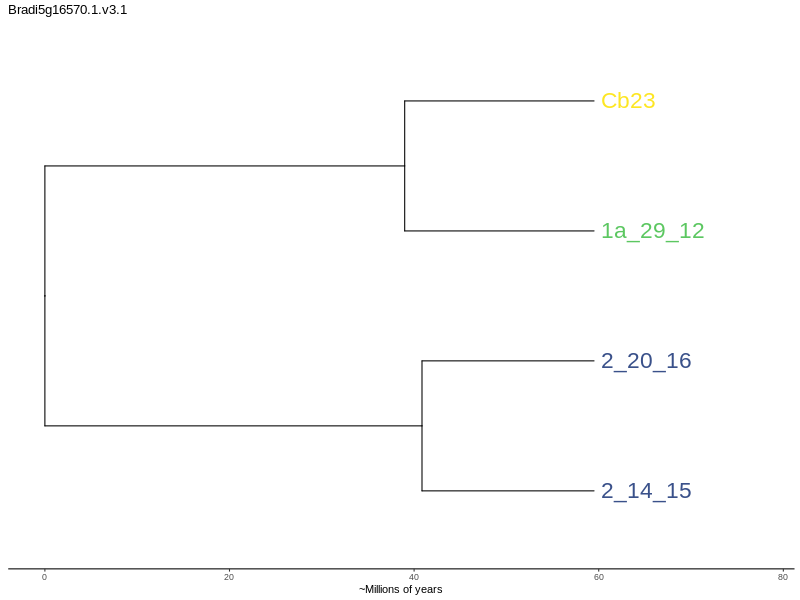 Bradi5g16570.1.v3.1
Cb23
1a_29_12
2_20_16
2_14_15
0 20 40 60 80
~Millions of years